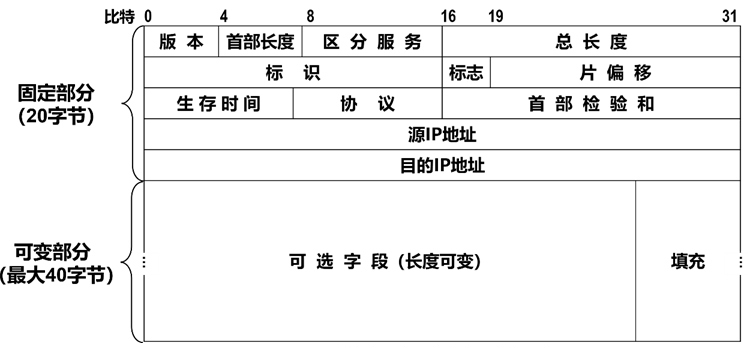 比特 0 4 8 16 19 31
版本 首部长度 区分服务 总长度
标识 标志 片偏移
固定部分
(20字节)
生存时间 协议 首部检验和
源IP地址
目的IP地址
可变部分
(最大40字节)
可选字段 (长度可变) 填充